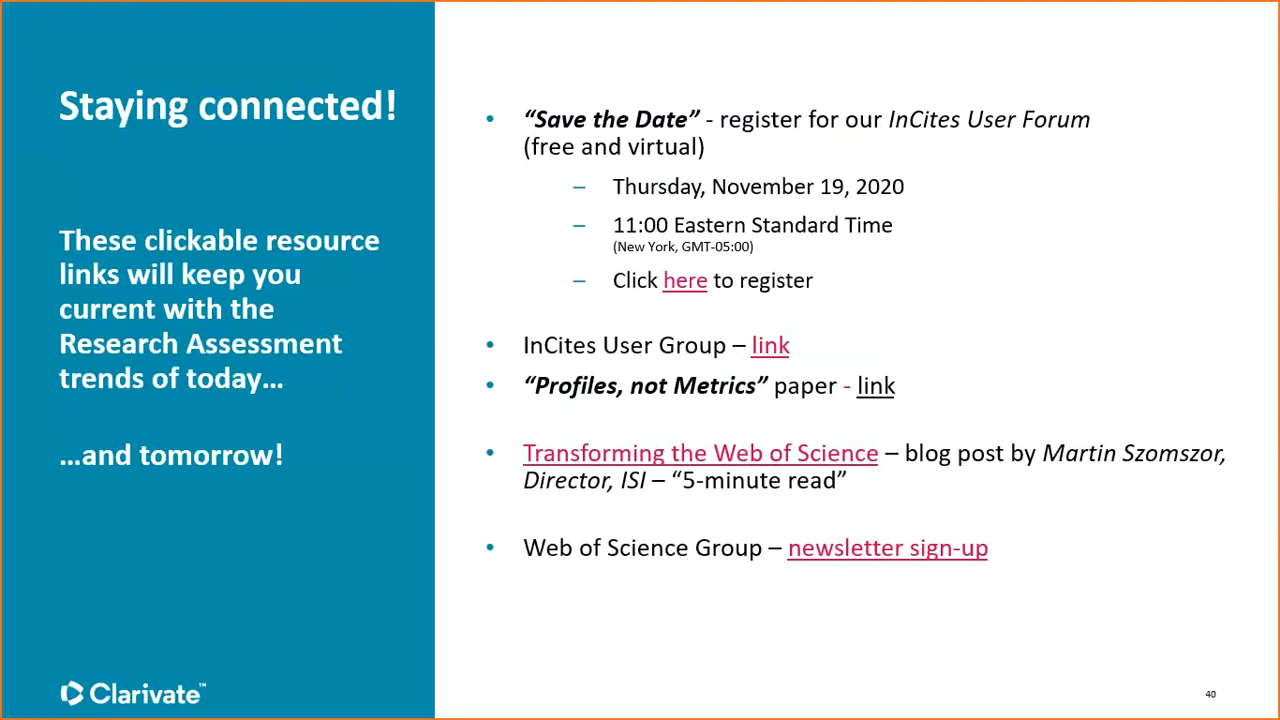 Staying connected!
These clickable resource
links will keep you
current with the
Research Assessment
trends of today…
…and tomorrow!
Clarivate™
• “Save the Date” - register for our InCites User Forum
(free and virtual)
– Thursday, November 19, 2020
– 11:00 Eastern Standard Time
(New York, GMT-05:00)
– Click here to register
• InCites User Group – link
• “Profiles, not Metrics” paper - link
• Transforming the Web of Science – blog post by Martin Szomszor,
Director, ISI – “5-minute read”
• Web of Science Group – newsletter sign-up
40